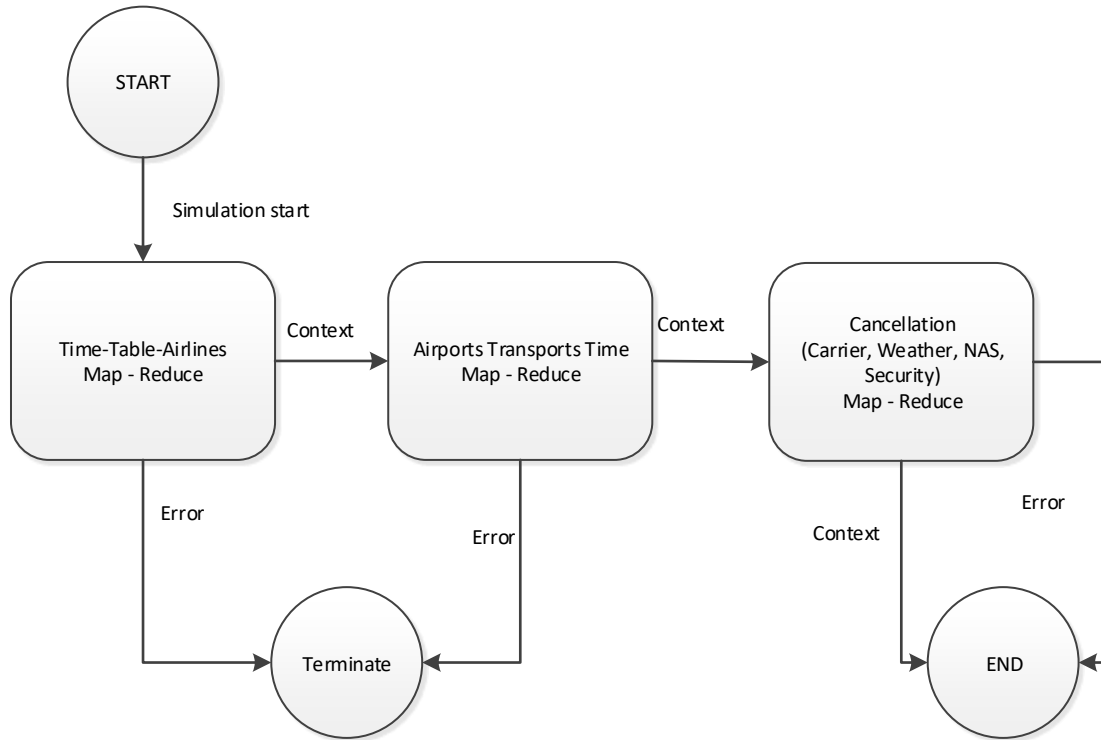 START
Simulation start
Time-Table-Airlines
Map - Reduce
Context
Airports Transports Time
Map - Reduce
Context
Cancellation
(Carrier, Weather, NAS,
Security)
Map - Reduce
Error
Error
Context
Error
Terminate
END